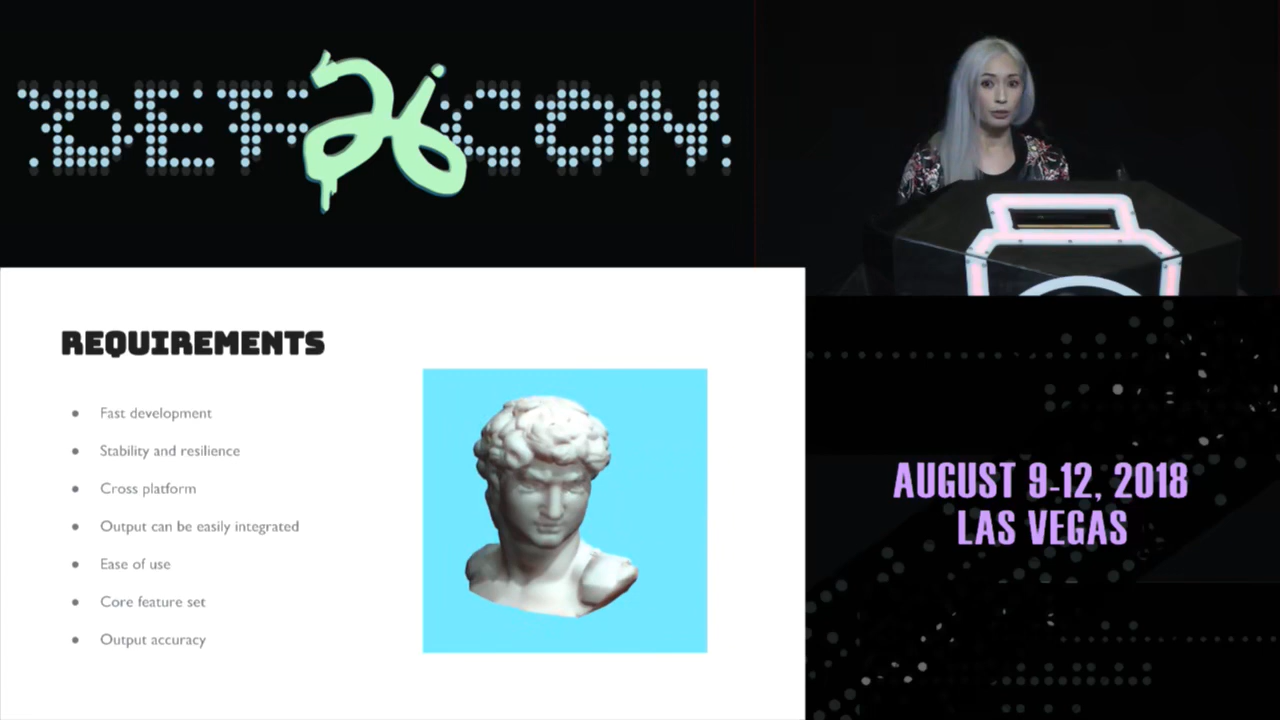 DEF 26 CON
REQUIREMENTS
Fast development
Stability and resilience
Cross platform
Output can be easily integrated
Ease of use
Core feature set
Output accuracy
AUGUST 9-12, 2018
LAS VEGAS